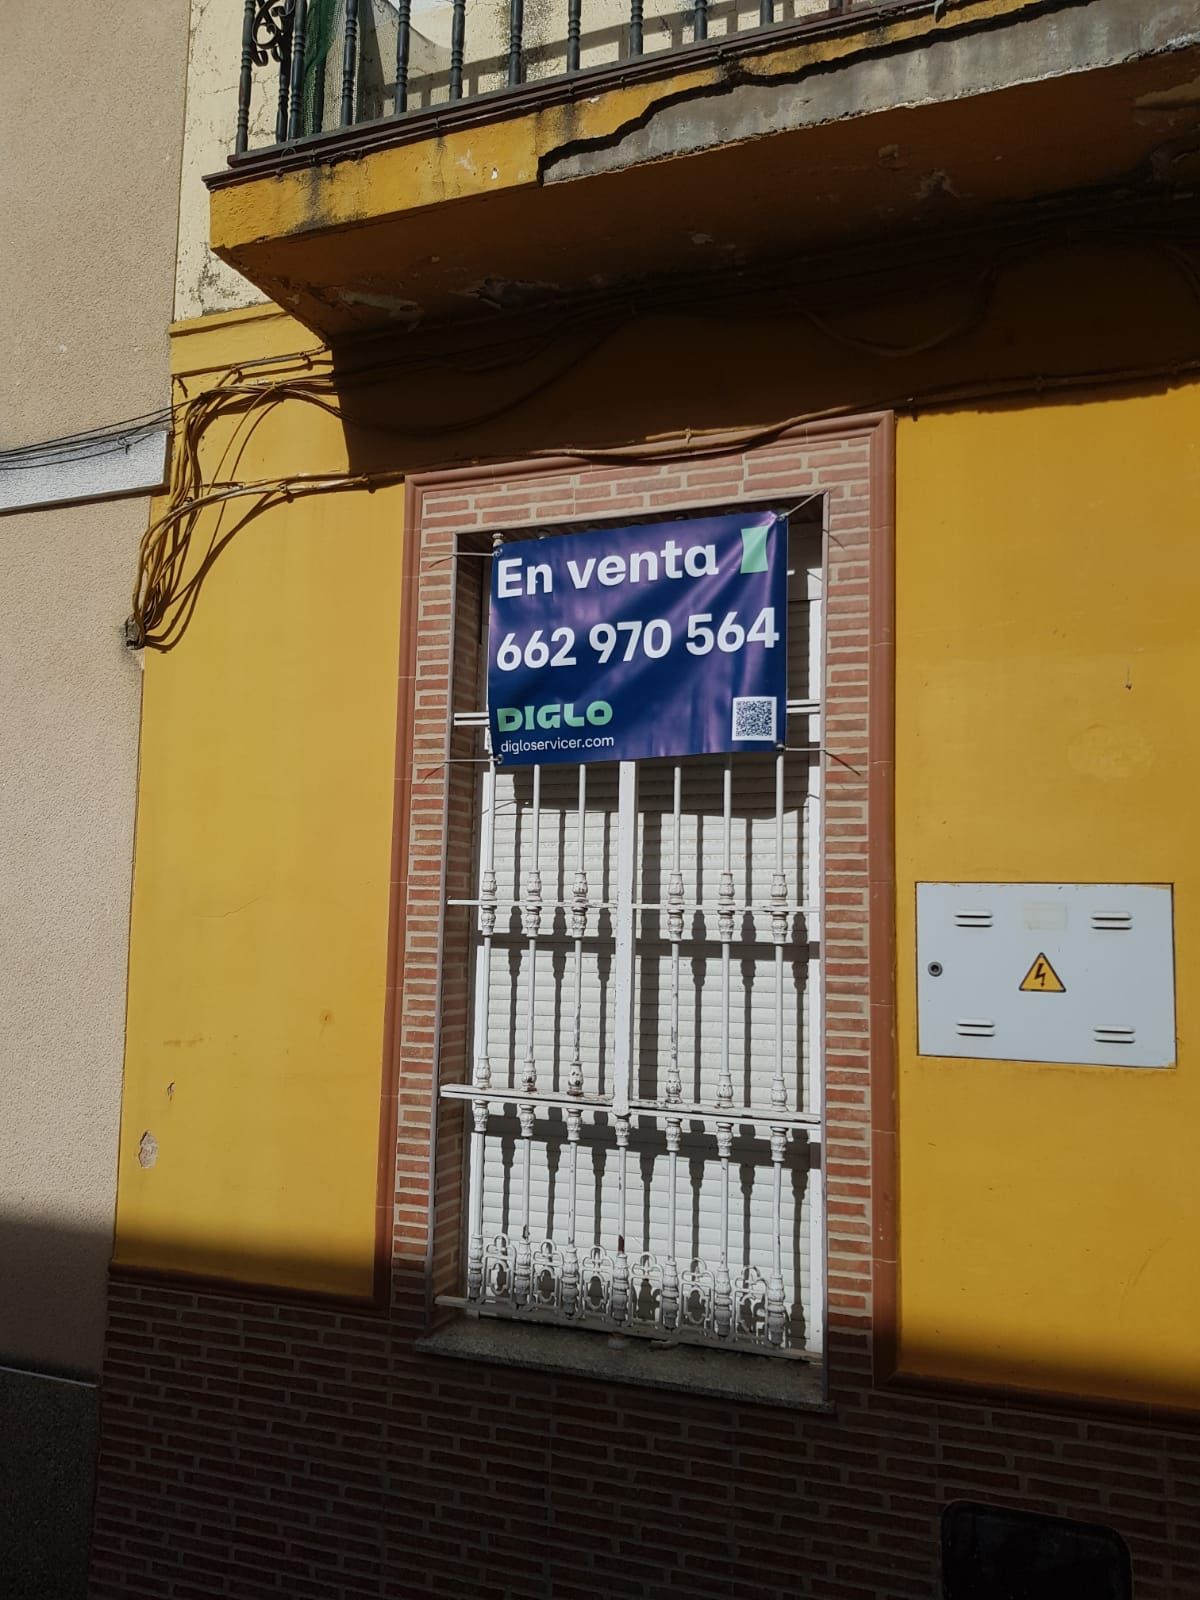 En venta
662 970 564
DIGLO
digloservicer.com